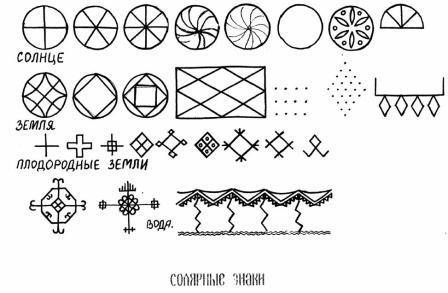 СОЛНЦЕ
ЗЕМЛЯ
ПЛОДОРОДНЫЕ ЗЕМЛИ
ВОДА.
СОЛЯРНЫЕ ЗНАКИ